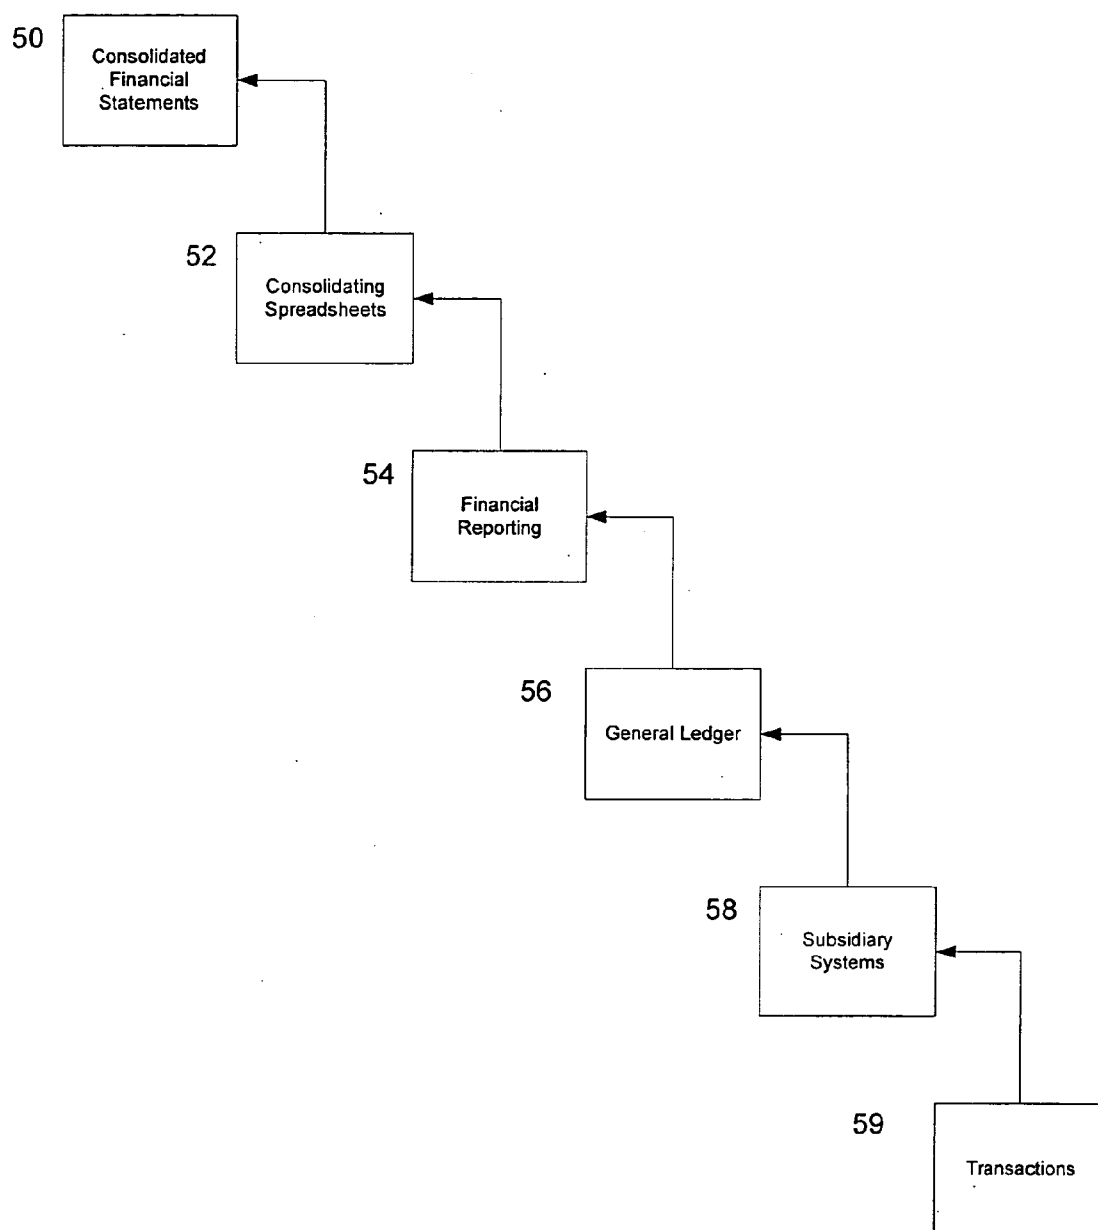 50
Consolidated
Financial
Statements
52
Consolidating
Spreadsheets
54
Financial
Reporting
56
General Ledger
58
Subsidiary
Systems
59
Transactions